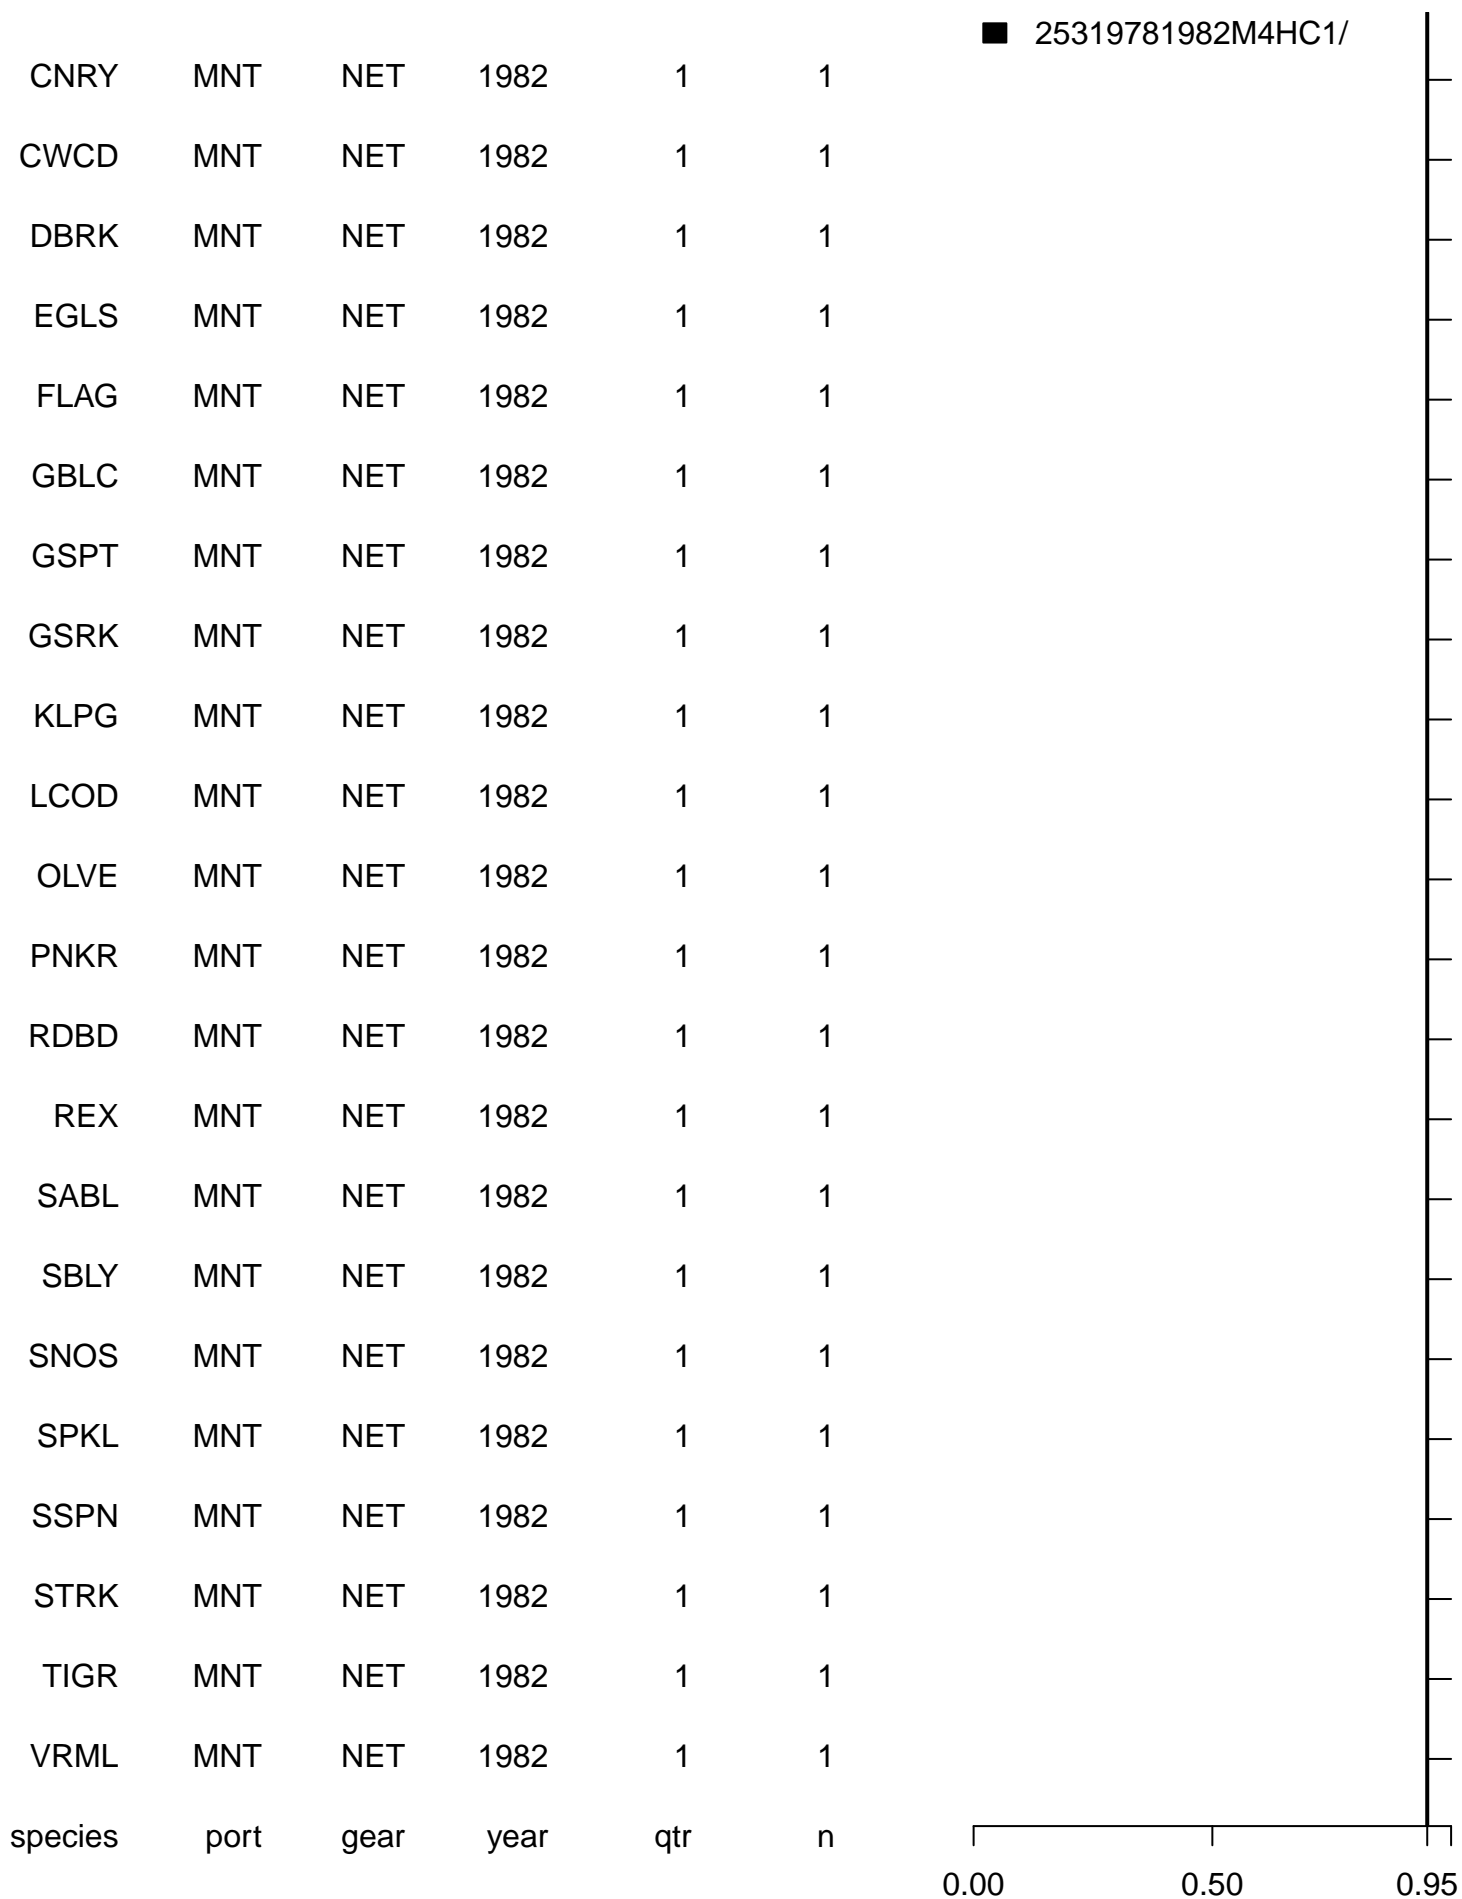 25319781982M4HC1/
CNRY MNT NET 1982 1 1
CWCD MNT NET 1982 1 1
DBRK MNT NET 1982 1 1
EGLS MNT NET 1982 1 1
FLAG MNT NET 1982 1 1
GBLC MNT NET 1982 1 1
GSPT MNT NET 1982 1 1
GSRK MNT NET 1982 1 1
KLPG MNT NET 1982 1 1
LCOD MNT NET 1982 1 1
OLVE MNT NET 1982 1 1
PNKR MNT NET 1982 1 1
RDBD MNT NET 1982 1 1
REX MNT NET 1982 1 1
SABL MNT NET 1982 1 1
SBLY MNT NET 1982 1 1
SNOS MNT NET 1982 1 1
SPKL MNT NET 1982 1 1
SSPN MNT NET 1982 1 1
STRK MNT NET 1982 1 1
TIGR MNT NET 1982 1 1
VRML MNT NET 1982 1 1
species port gear year qtr n
0.00 0.50 0.95